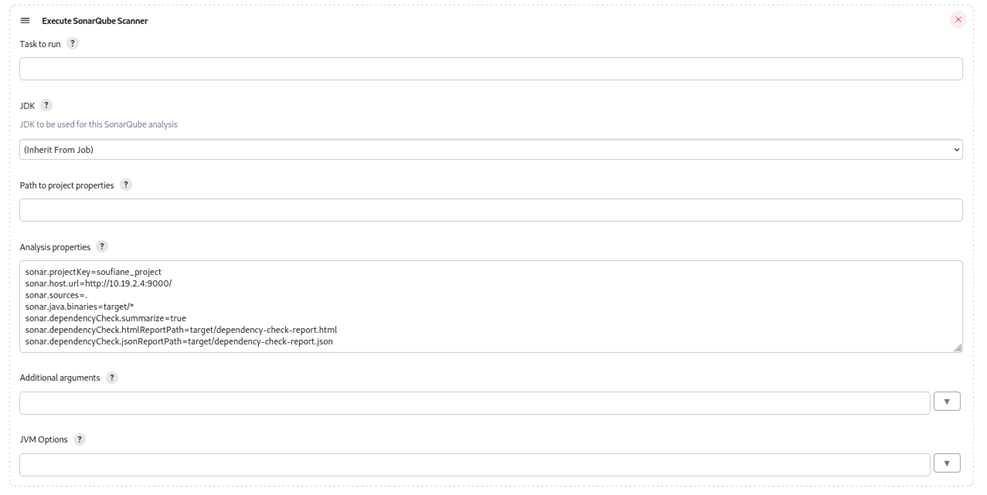 Execute SonarQube Scanner
Task to run ?
JDK ?
JDK to be used for this SonarQube analysis
(Inherit From Job)
Path to project properties ?
Analysis properties ?
sonar.projectKey=soufiane_project
sonar.host.url=http://10.19.2.4:9000/
sonar.sources=.
sonar.java.binaries=target/*
sonar.dependencyCheck.summarize=true
sonar.dependencyCheck.htmlReportPath=target/dependency-check-report.html
sonar.dependencyCheck.jsonReportPath=target/dependency-check-report.json
Additional arguments ?
JVM Options ?